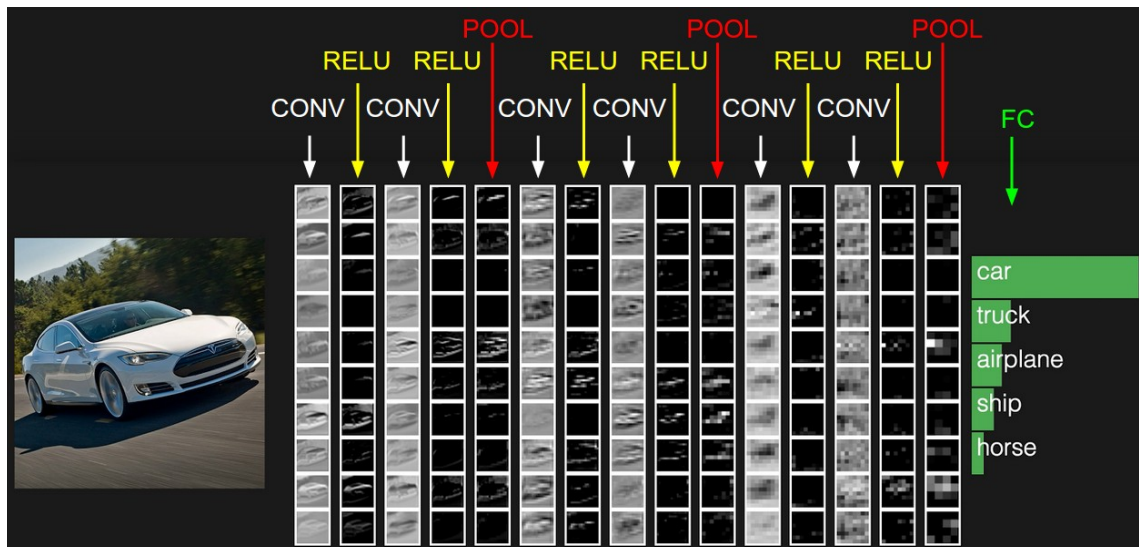 POOL POOL POOL
RELU RELU RELU RELU RELU RELU
CONV CONV CONV CONV CONV CONV
FC
car
truck
airplane
ship
horse